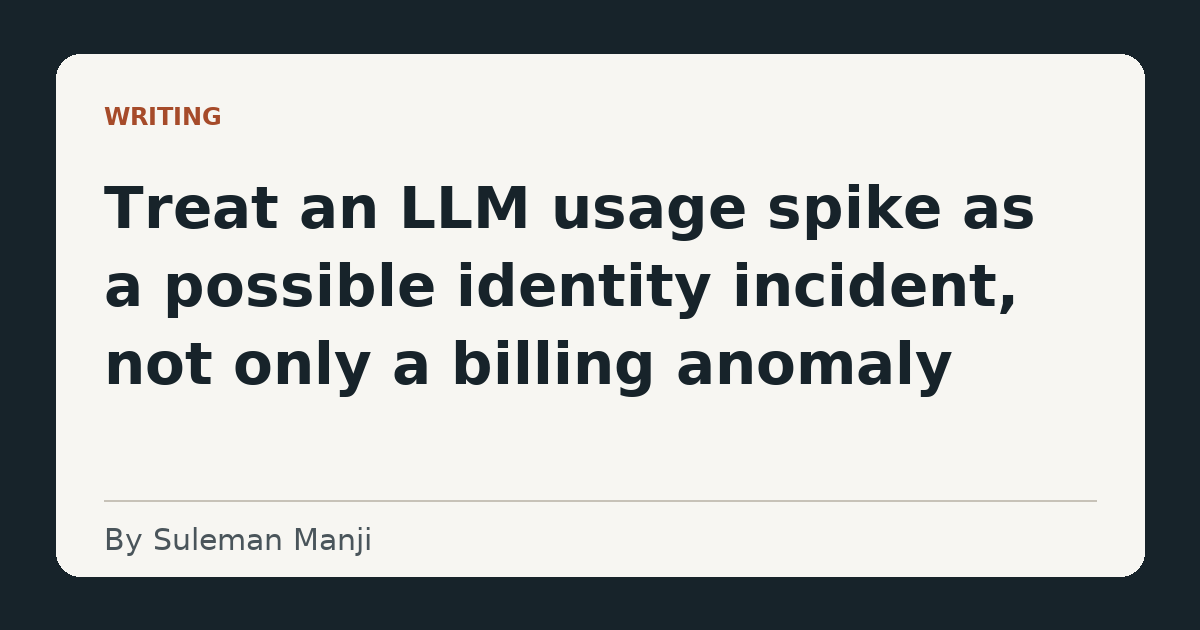 WRITING
Treat an LLM usage spike as
a possible identity incident,
not only a billing anomaly
By Suleman Manji